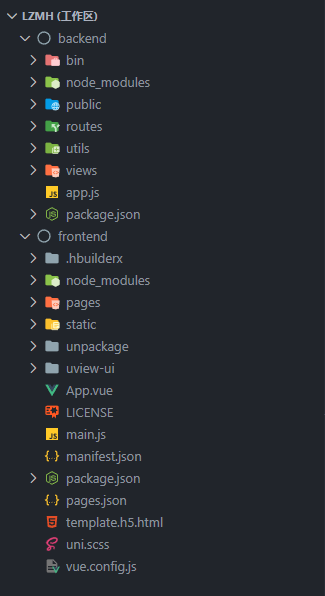 LZMH (工作区)
backend
bin
node_modules
public
routes
utils
views
app.js
package.json
frontend
.hbuilderx
node_modules
pages
static
unpackage
uview-ui
App.vue
LICENSE
main.js
manifest.json
package.json
pages.json
template.h5.html
uni.scss
vue.config.js